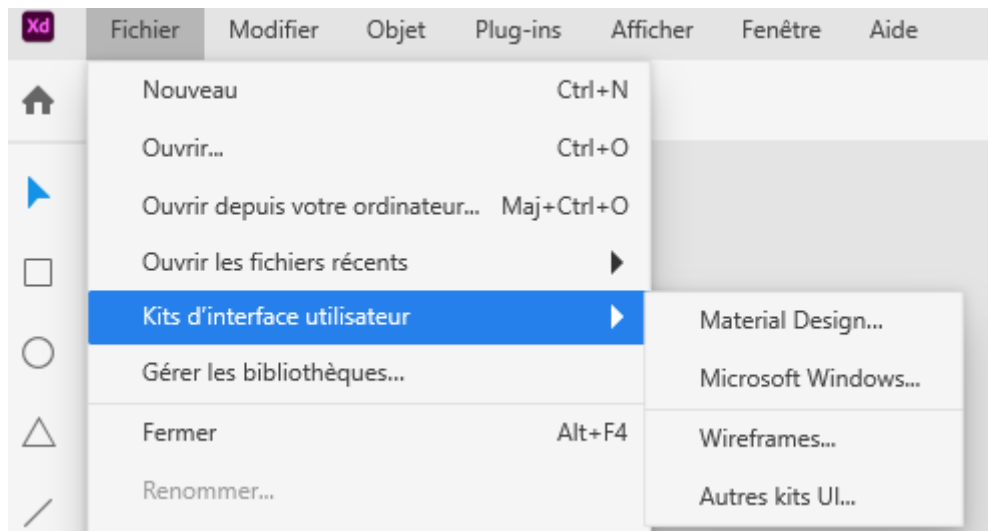 Xd Fichier Modifier Objet Plug-ins Afficher Fenêtre Aide
Nouveau Ctrl+N
Ouvrir... Ctrl+O
Ouvrir depuis votre ordinateur... Maj+Ctrl+O
Ouvrir les fichiers récents
Kits d'interface utilisateur
Gérer les bibliothèques...
Fermer Alt+F4
Renommer...
Material Design...
Microsoft Windows...
Wireframes...
Autres kits UI...